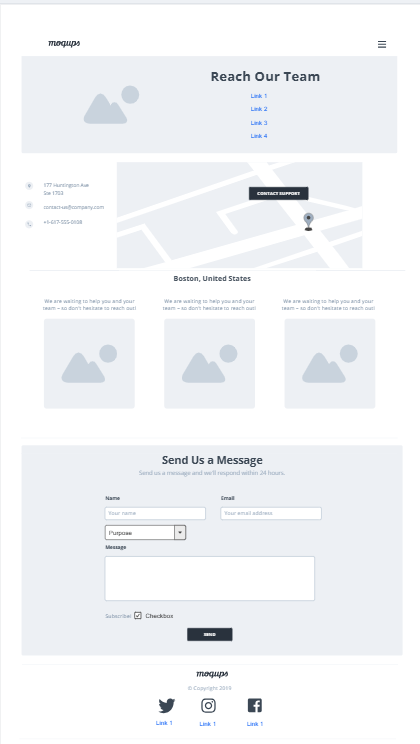 moqups
Reach Our Team
Link 1
Link 2
Link 3
Link 4
177 Huntington Ave
Ste 1703
contact-us@company.com
+1-617-555-0108
CONTACT SUPPORT
Boston, United States
We are waiting to help you and your
team – so don't hesitate to reach out!
We are waiting to help you and your
team – so don't hesitate to reach out!
We are waiting to help you and your
team – so don't hesitate to reach out!
Send Us a Message
Send us a message and we'll respond within 24 hours.
Name
Email
Your name
Your email address
Purpose
Message
Subscribe
Checkbox
SEND
moqups
© Copyright 2019
Link 1
Link 1
Link 1